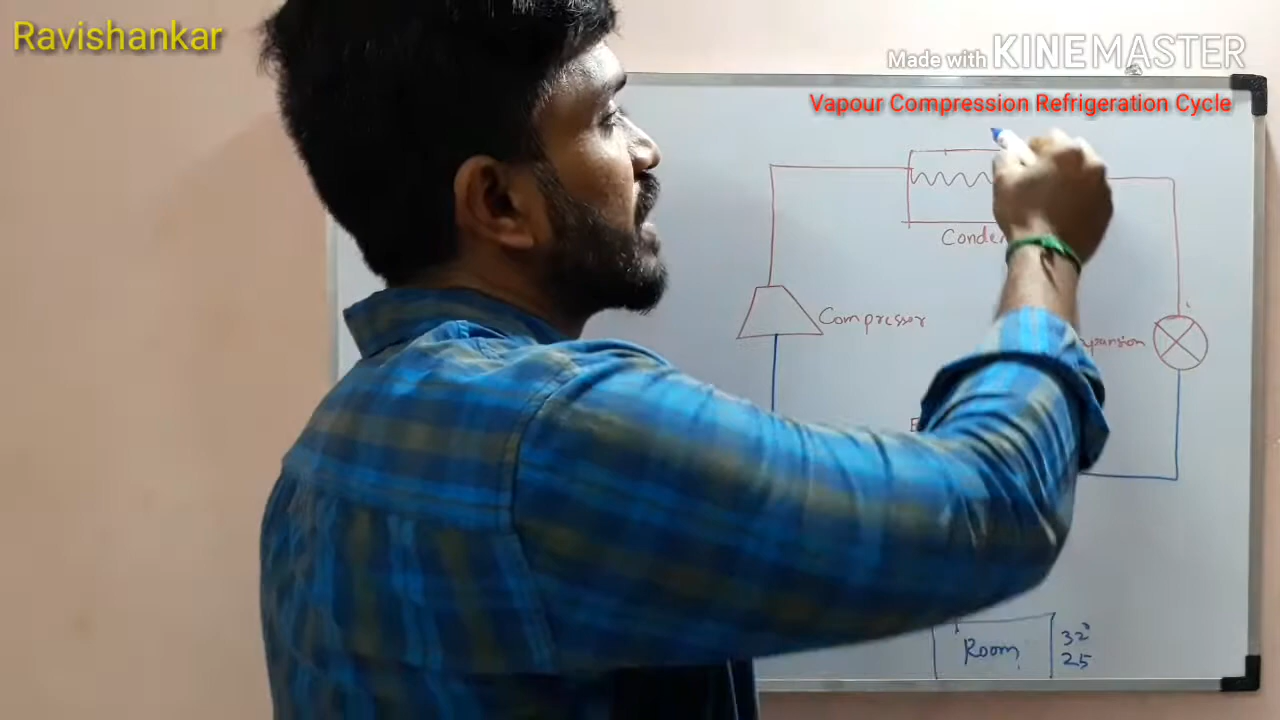 Ravishankar
Made with KINEMASTER
Vapour Compression Refrigeration Cycle
Compressor
Room
32°
25